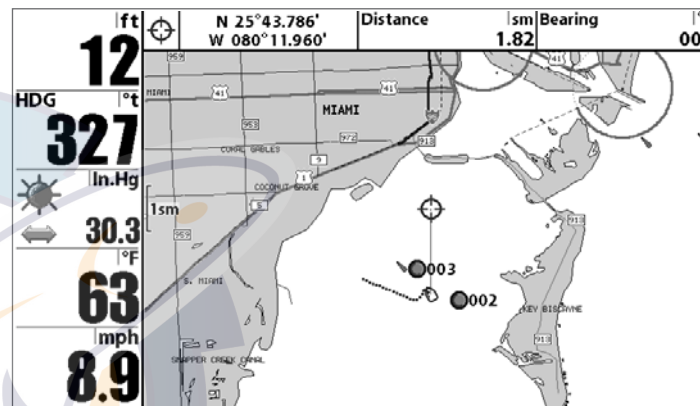 ft
12
HDG °t
327
In.Hg
30.3
°F
63
mph
8.9
N 25°43.786'
W 080°11.960'
Distance sm
1.82
Bearing
00
959
MIAMI
41
41
41
MIAMI
953
972
913
CORAL GABLES
9
1
COCONUT GROVE
1sm
5
913
959
003
S. MIAMI
002
KEY BISCAYNE
913
SNAPPER CREEK CANAL